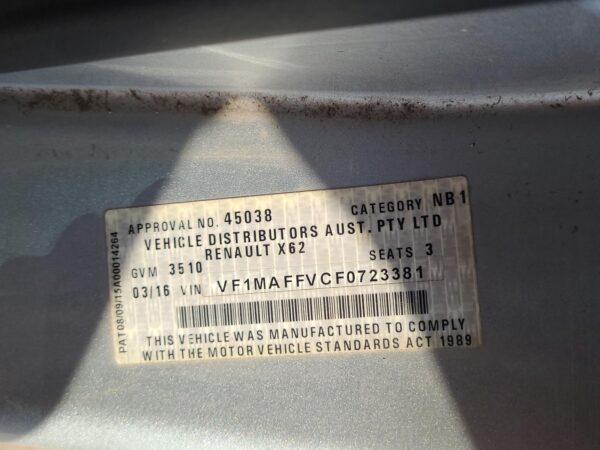 APPROVAL NO. 45038 CATEGORY NB1
VEHICLE DISTRIBUTORS AUST. PTY LTD
RENAULT X62
GVM 3510 SEATS 3
03/16 VIN VF1MAFFVCF0723381
THIS VEHICLE WAS MANUFACTURED TO COMPLY
WITH THE MOTOR VEHICLE STANDARDS ACT 1989
PAT08/09/15A00014264